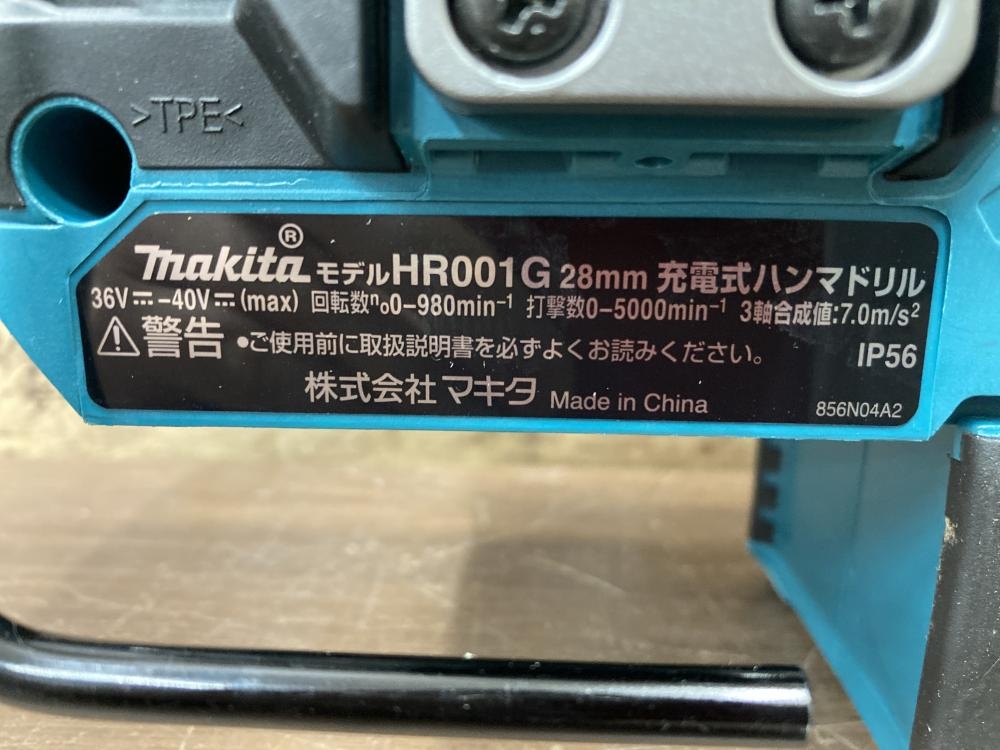 >TPE<
makita® モデルHR001G 28mm 充電式ハンマドリル
36V⎓-40V⎓(max) 回転数n₀0-980min⁻¹ 打撃数0-5000min⁻¹ 3軸合成値:7.0m/s²
⚠警告 •ご使用前に取扱説明書を必ずよくお読みください。
IP56
株式会社 マキタ Made in China
856N04A2